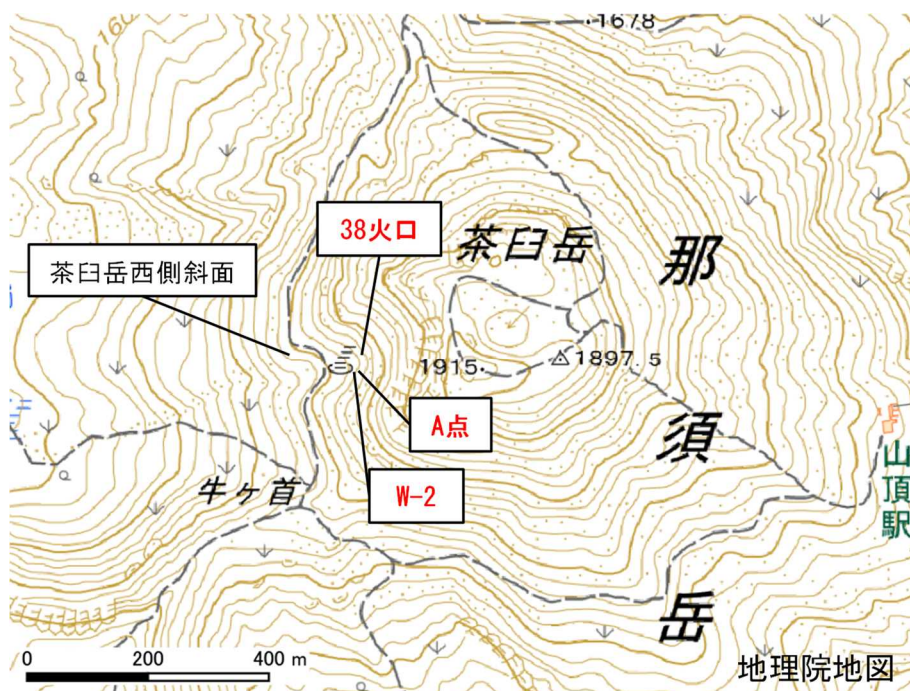 1678
160
38火口
茶臼岳
那
茶臼岳西側斜面
1915
1897.5
A点
須
W-2
牛ヶ首
山頂駅
岳
0 200 400 m
地理院地図